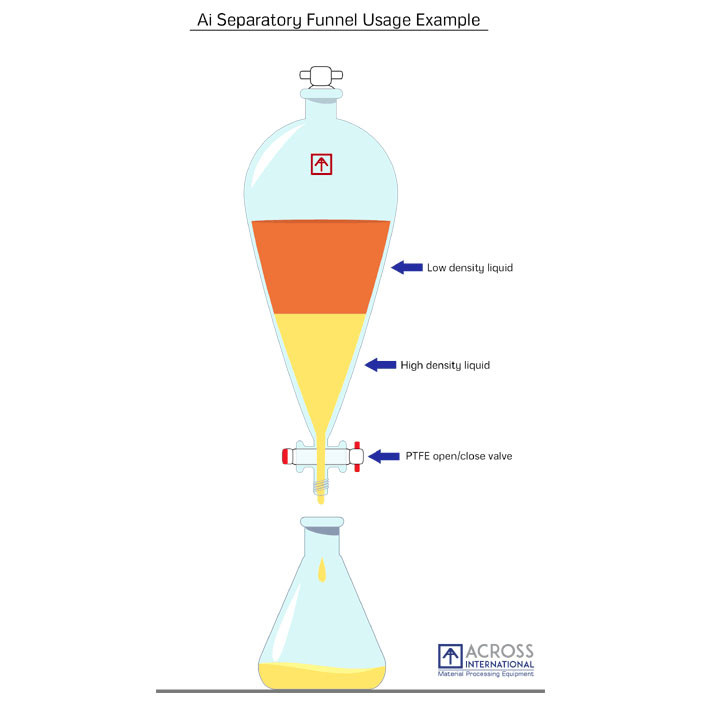 Ai Separatory Funnel Usage Example
Low density liquid
High density liquid
PTFE open/close valve
ACROSS
INTERNATIONAL
Material Processing Equipment